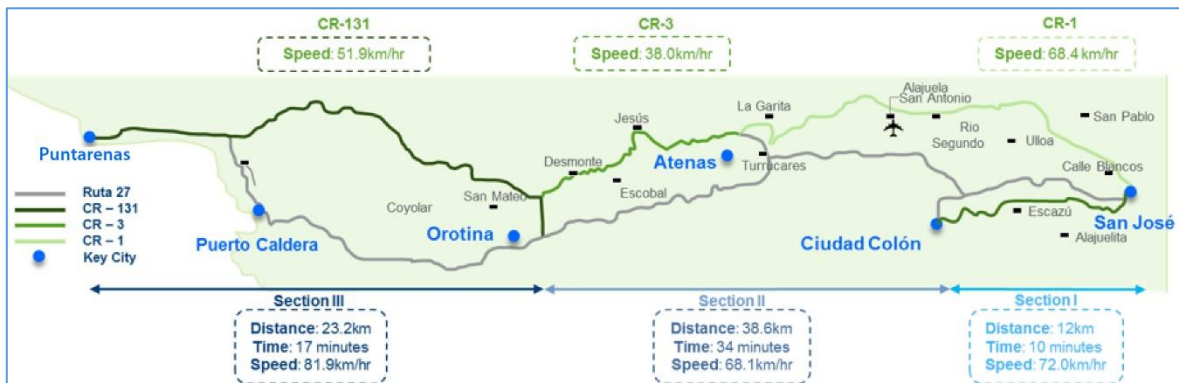 CR-131
Speed: 51.9km/hr
CR-3
Speed: 38.0km/hr
CR-1
Speed: 68.4km/hr
Alajuela
San Antonio
La Garita
San Pablo
Jesús
Rio
Segundo
Ulloa
Puntarenas
Atenas
Turrucares
Calle Blancos
Desmonte
Escobal
San Mateo
Coyolar
Ruta 27
CR – 131
CR – 3
CR – 1
Key City
Puerto Caldera
Orotina
Ciudad Colón
Escazú
San José
Alajuelita
Section III
Distance: 23.2km
Time: 17 minutes
Speed: 81.9km/hr
Section II
Distance: 38.6km
Time: 34 minutes
Speed: 68.1km/hr
Section I
Distance: 12km
Time: 10 minutes
Speed: 72.0km/hr